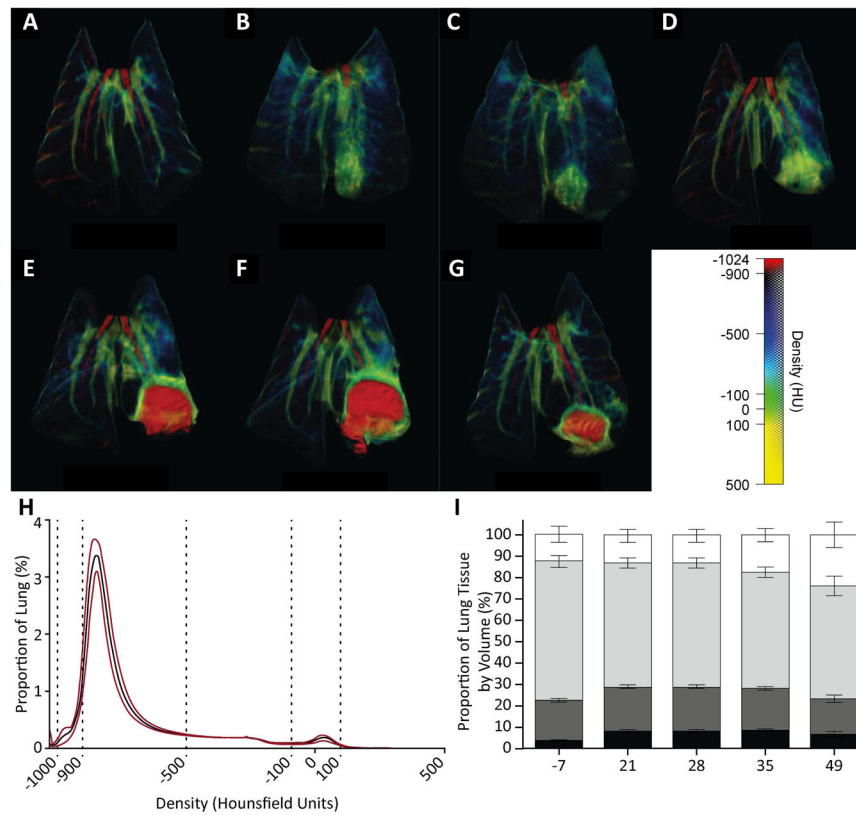 A
B
C
D
E
F
G
-1024
-900
-500
-100
0
100
500
Density (HU)
H
4
3
1
0
Proportion of Lung (%)
-1000
-900
-500
-100
0
100
500
Density (Hounsfield Units)
I
100
90
80
70
60
50
40
30
20
10
0
Proportion of Lung Tissue
by Volume (%)
-7
21
28
35
49